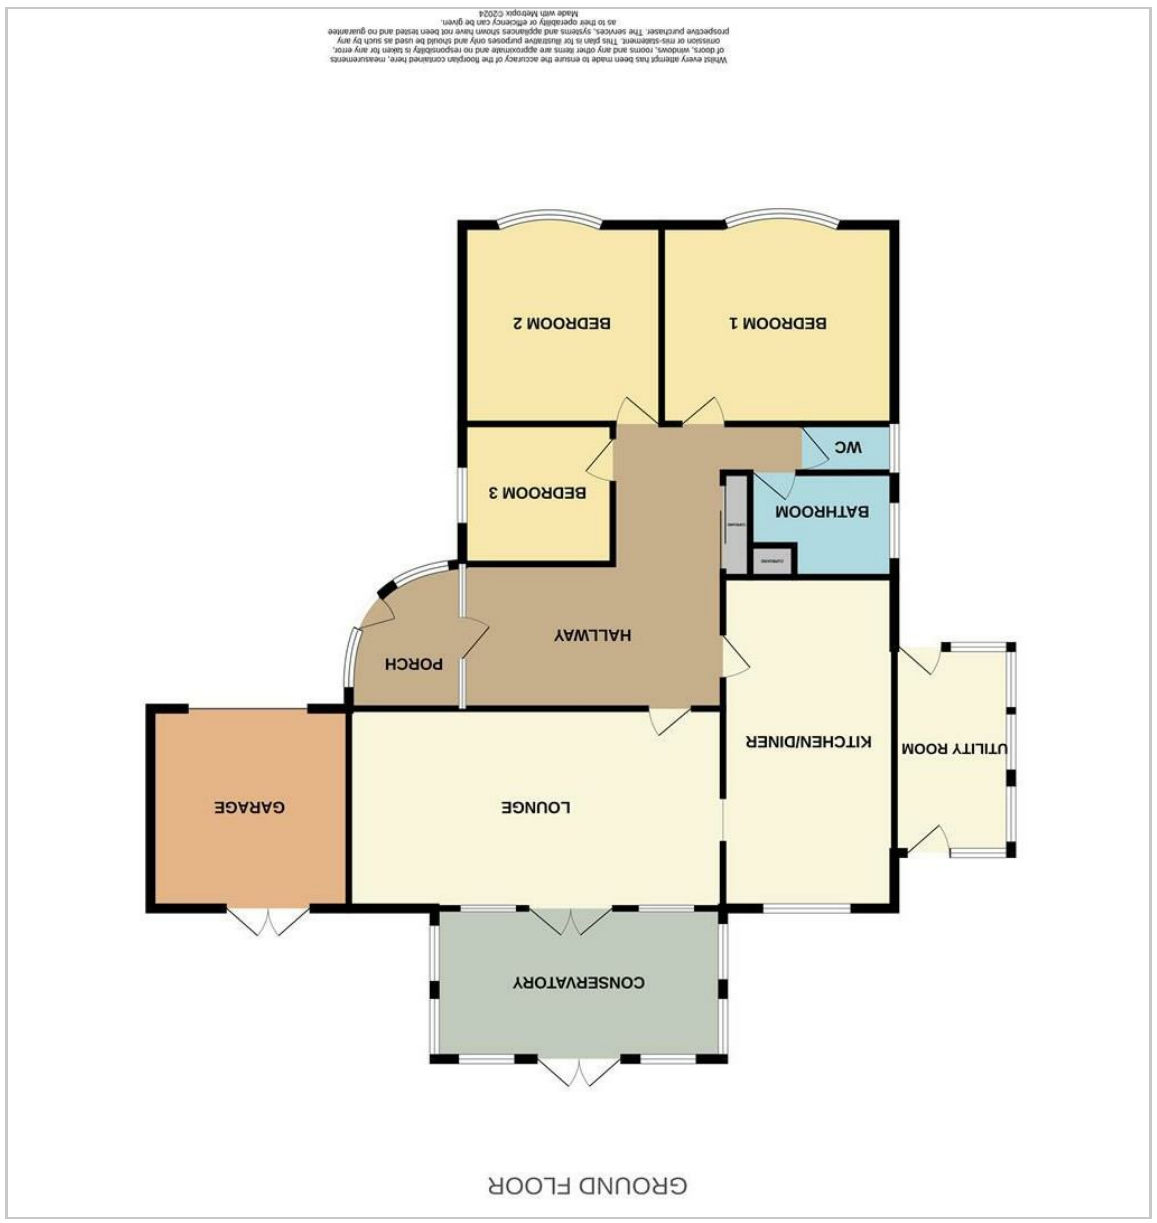 GROUND FLOOR
CONSERVATORY
LOUNGE
GARAGE
KITCHEN/DINER
UTILITY ROOM
PORCH
HALLWAY
BATHROOM
CUPBOARD
CUPBOARD
WC
BEDROOM 3
BEDROOM 1
BEDROOM 2
Whilst every attempt has been made to ensure the accuracy of the floorplan contained here, measurements
of doors, windows, rooms and any other items are approximate and no responsibility is taken for any error,
omission or mis-statement. This plan is for illustrative purposes only and should be used as such by any
prospective purchaser. The services, systems and appliances shown have not been tested and no guarantee
as to their operability or efficiency can be given.
Made with Metropix ©2024